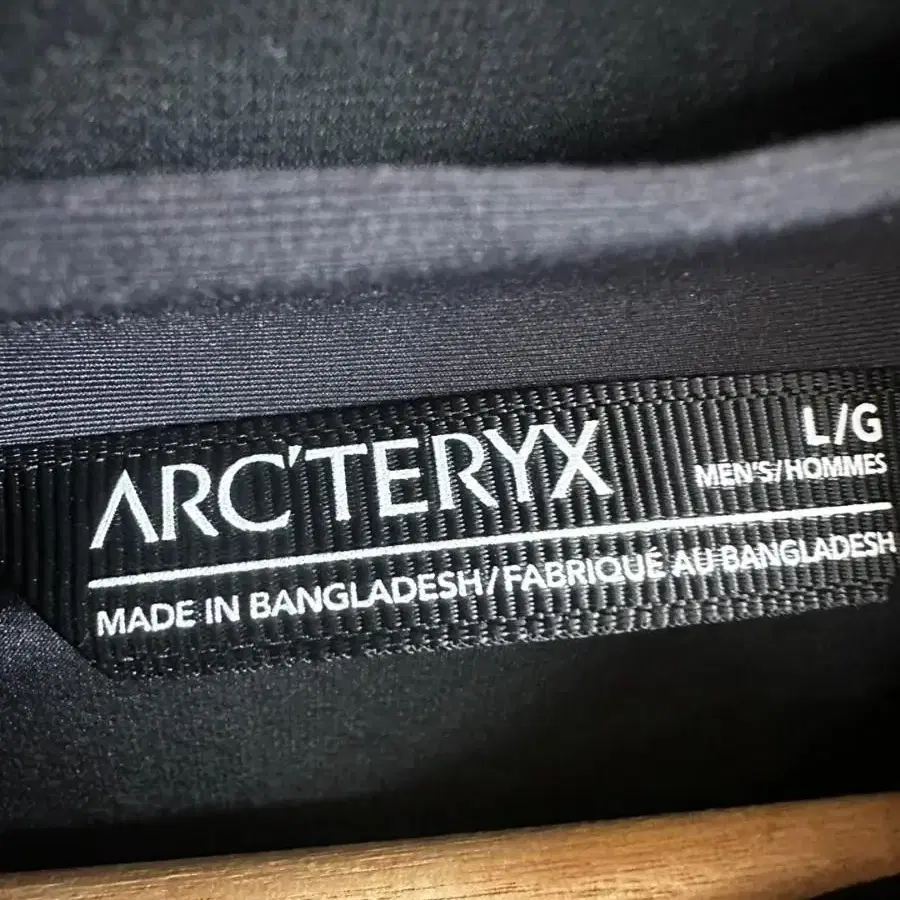 ARC'TERYX
L/G
MEN'S/HOMMES
MADE IN BANGLADESH/FABRIQUÉ AU BANGLADESH